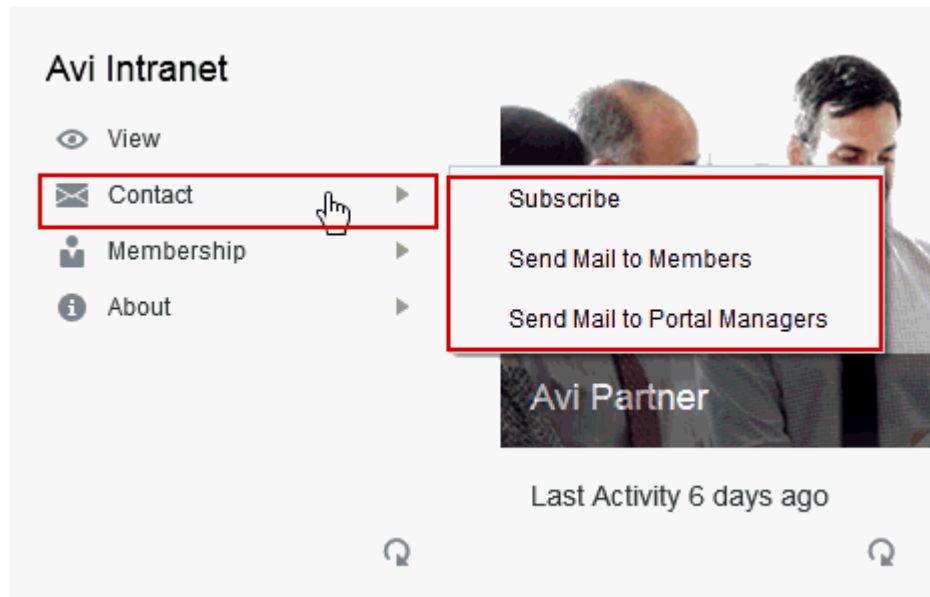 Avi Intranet
View
Contact
Membership
About
Subscribe
Send Mail to Members
Send Mail to Portal Managers
Avi Partner
Last Activity 6 days ago